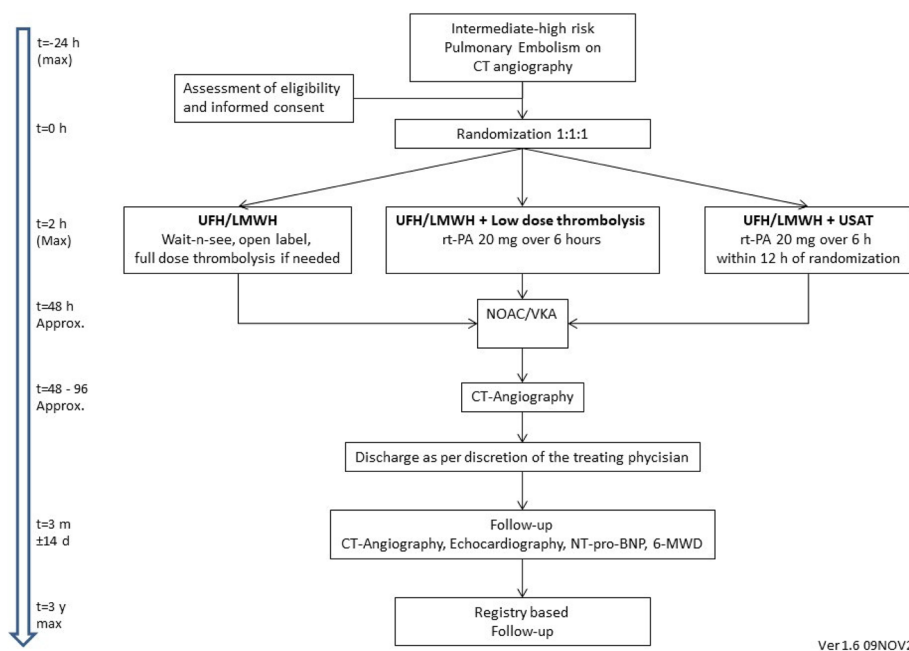 t=-24 h
(max)
Intermediate-high risk
Pulmonary Embolism on
CT angiography
Assessment of eligibility
and informed consent
t=0 h
Randomization 1:1:1
t=2 h
(Max)
UFH/LMWH
Wait-n-see, open label,
full dose thrombolysis if needed
UFH/LMWH + Low dose thrombolysis
rt-PA 20 mg over 6 hours
UFH/LMWH + USAT
rt-PA 20 mg over 6 h
within 12 h of randomization
t=48 h
Approx.
NOAC/VKA
t=48 - 96
Approx.
CT-Angiography
Discharge as per discretion of the treating phycisian
t=3 m
±14 d
Follow-up
CT-Angiography, Echocardiography, NT-pro-BNP, 6-MWD
t=3 y
max
Registry based
Follow-up
Ver1.6 09NOV2